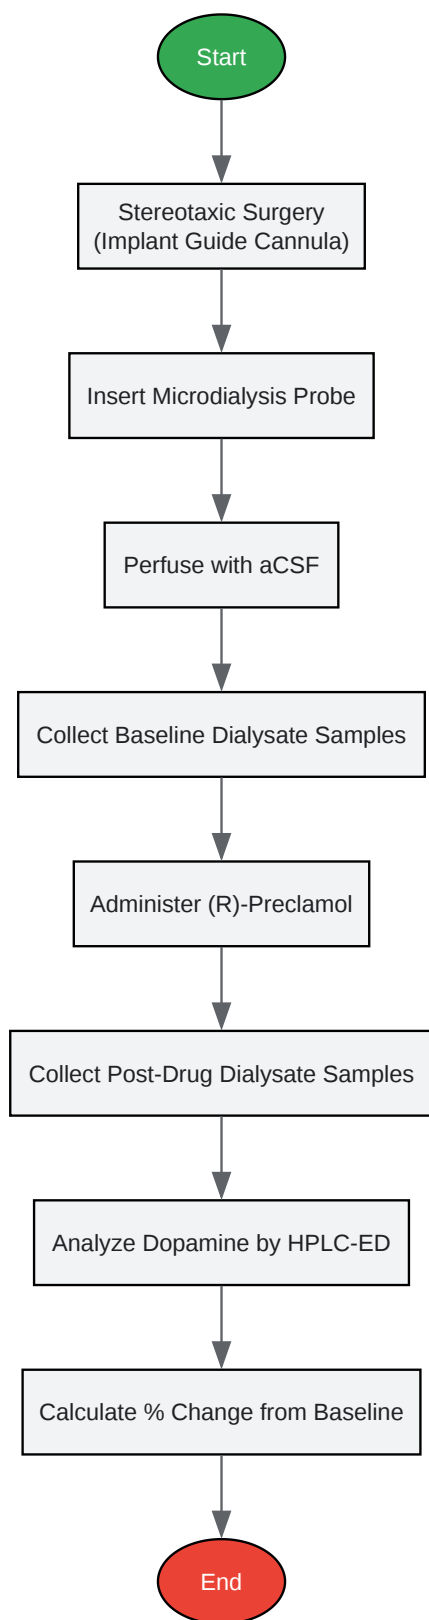 Start
Stereotaxic Surgery
(Implant Guide Cannula)
Insert Microdialysis Probe
Perfuse with aCSF
Collect Baseline Dialysate Samples
Administer (R)-Preclamol
Collect Post-Drug Dialysate Samples
Analyze Dopamine by HPLC-ED
Calculate % Change from Baseline
End